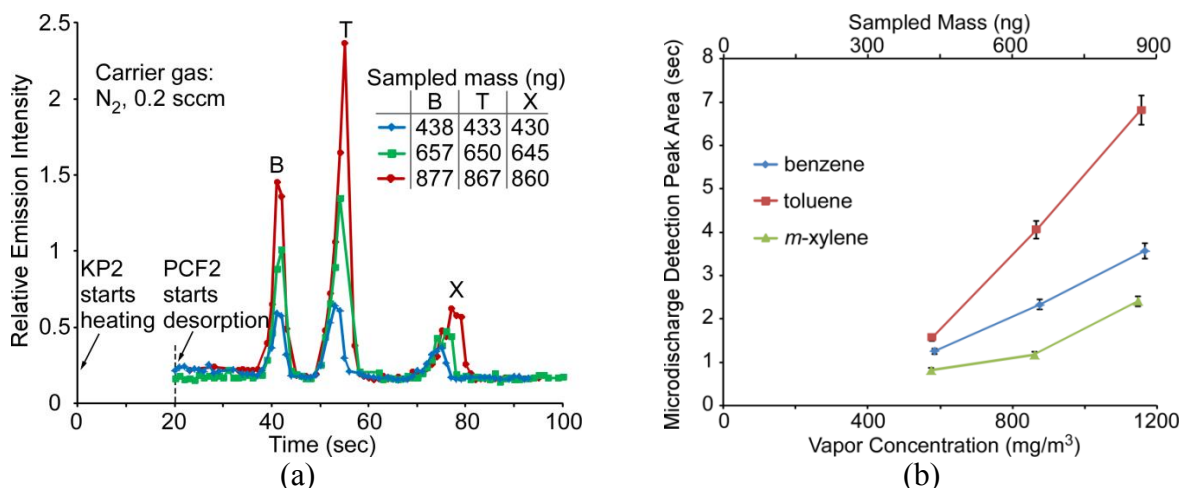 2.5
2
1.5
1
0.5
0
0
20
40
60
80
100
Relative Emission Intensity
Time (sec)
Carrier gas:
N₂, 0.2 sccm
B
T
X
KP2
starts
heating
PCF2
starts
desorption
Sampled mass (ng)
B T X
438 433 430
657 650 645
877 867 860
(a)
Sampled Mass (ng)
0 300 600 900
8
7
6
5
4
3
2
1
0
Microdischarge Detection Peak Area (sec)
benzene
toluene
m-xylene
0 400 800 1200
Vapor Concentration (mg/m³)
(b)